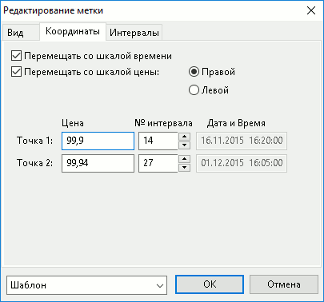 Редактирование метки
Вид Координаты Интервалы
Перемещать со шкалой времени
Перемещать со шкалой цены: Правой
Левой
Цена № интервала Дата и Время
Точка 1: 99,9 14 16.11.2015 16:20:00
Точка 2: 99,94 27 01.12.2015 16:05:00
Шаблон OK Отмена